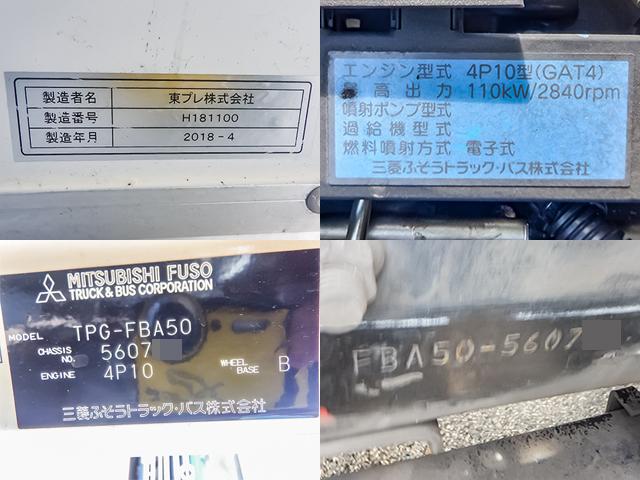 製造者名 東プレ株式会社
製造番号 H181100
製造年月 2018-4
エンジン型式 4P10型(GAT4)
最高出力 110kW/2840rpm
噴射ポンプ型式
過給機型式
燃料噴射方式 電子式
三菱ふそうトラック・バス株式会社
MITSUBISHI FUSO
TRUCK & BUS CORPORATION
MODEL TPG-FBA50
CHASSIS NO. 5607
ENGINE 4P10 WHEEL BASE B
三菱ふそうトラック・バス株式会社
FBA50-5607